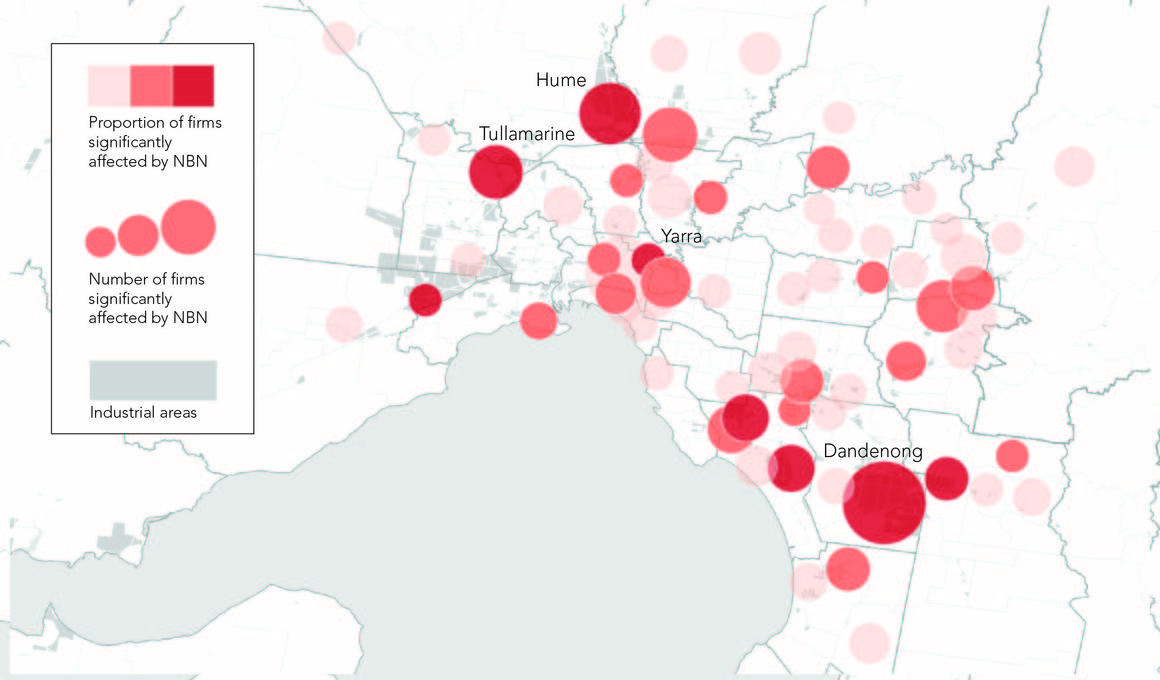 Proportion of firms
significantly
affected by NBN
Number of firms
significantly
affected by NBN
Industrial areas
Hume
Tullamarine
Yarra
Dandenong